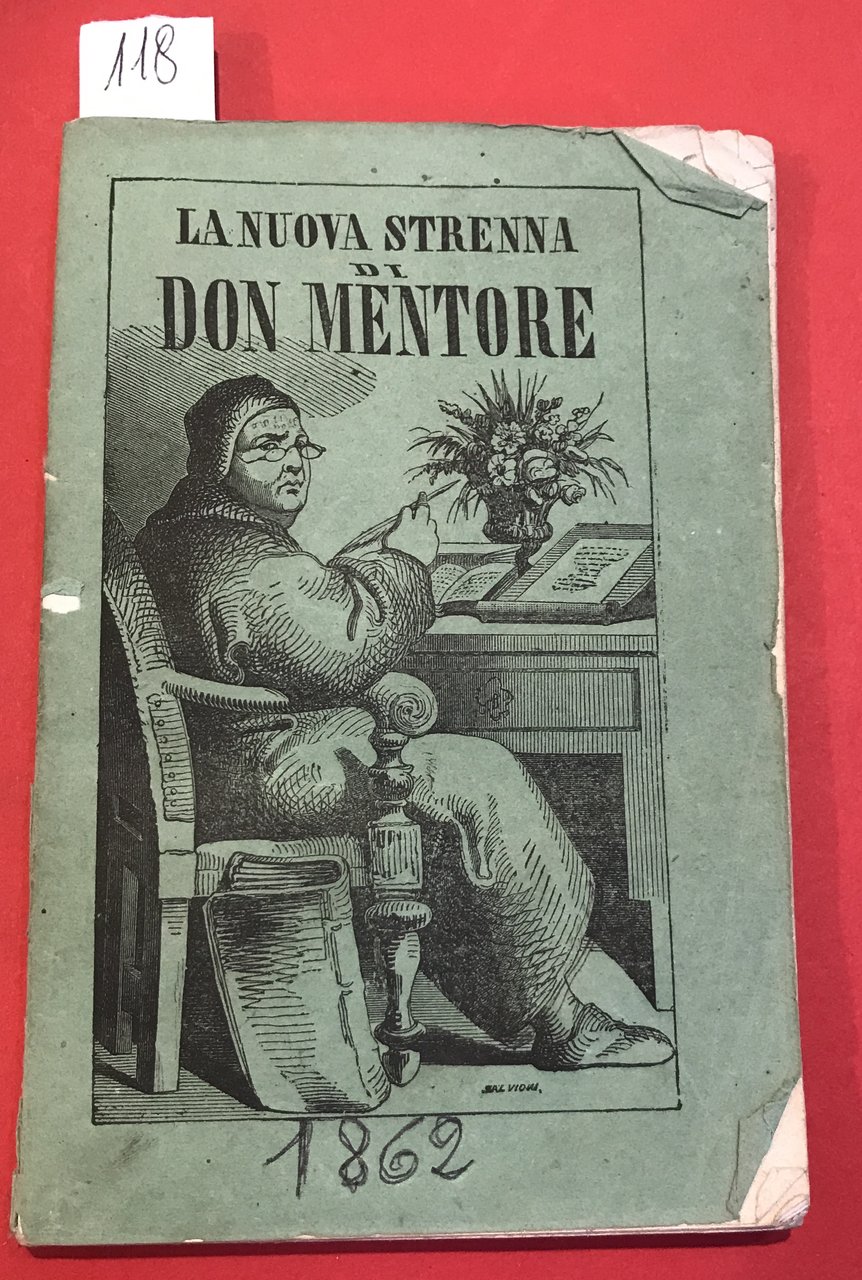 118
LA NUOVA STRENNA
DI
DON MENTORE
SALVIONI.
1862